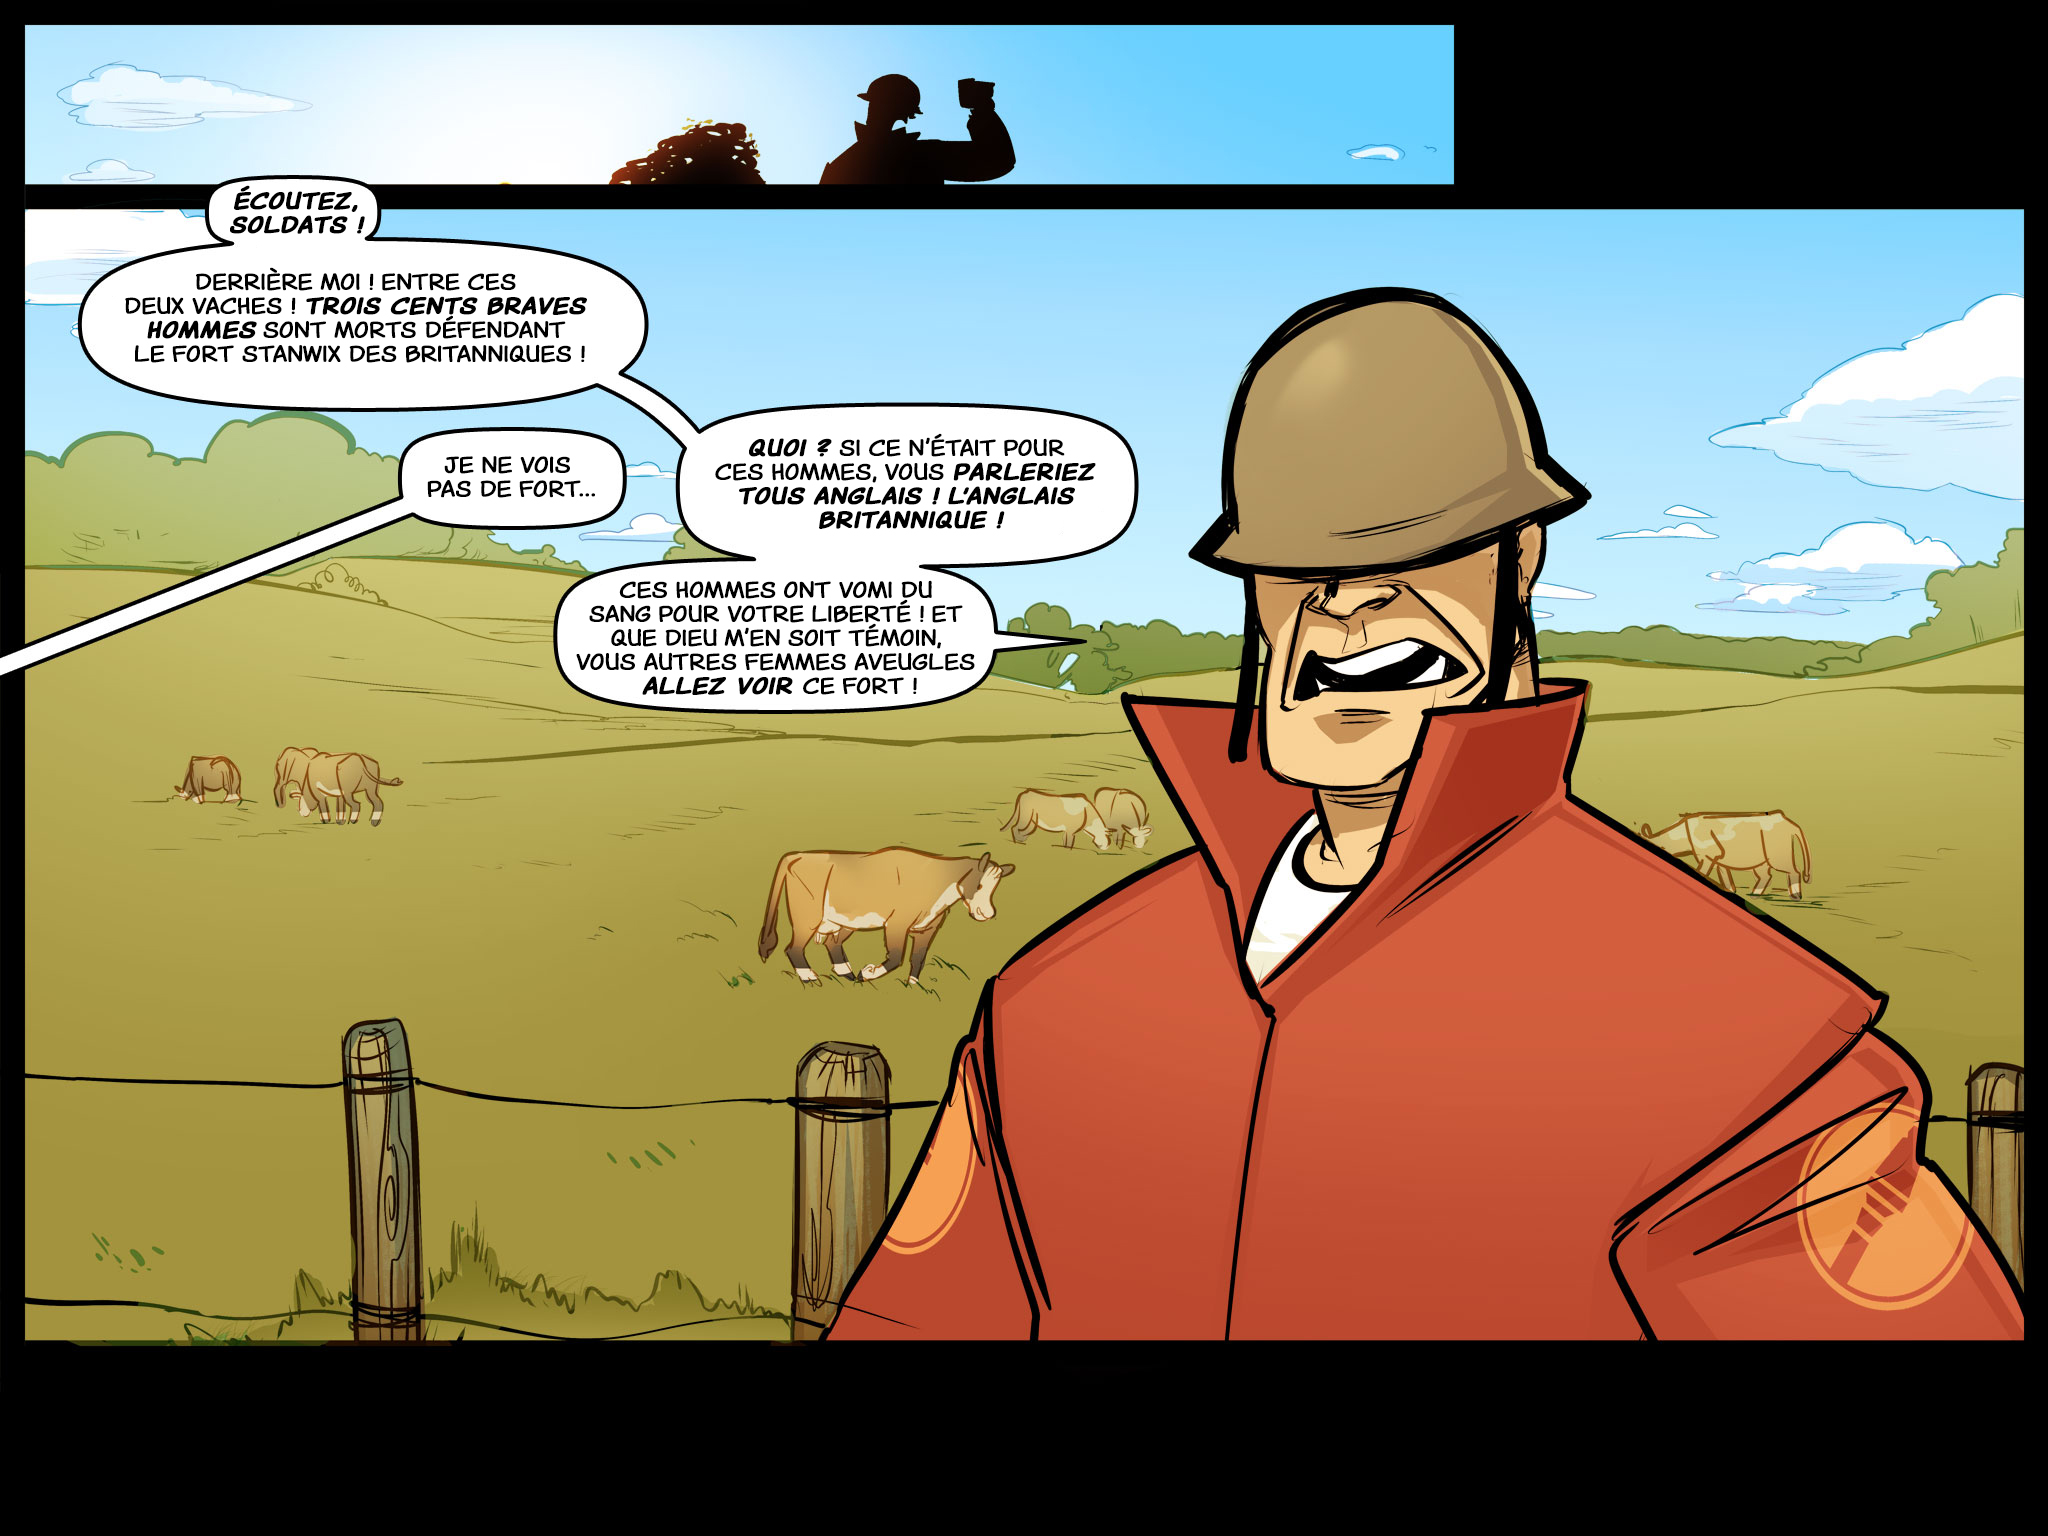 ÉCOUTEZ,
SOLDATS !
DERRIÈRE MOI ! ENTRE CES
DEUX VACHES ! TROIS CENTS BRAVES
HOMMES SONT MORTS DÉFENDANT
LE FORT STANWIX DES BRITANNIQUES !
JE NE VOIS
PAS DE FORT...
QUOI ? SI CE N'ÉTAIT POUR
CES HOMMES, VOUS PARLERIEZ
TOUS ANGLAIS ! L'ANGLAIS
BRITANNIQUE !
CES HOMMES ONT VOMI DU
SANG POUR VOTRE LIBERTÉ ! ET
QUE DIEU M'EN SOIT TÉMOIN,
VOUS AUTRES FEMMES AVEUGLES
ALLEZ VOIR CE FORT !